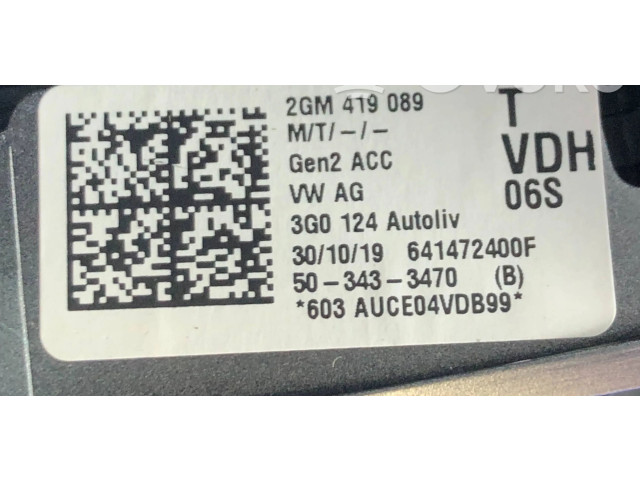 2GM 419 089 T
M/T/-/-
VDH
Gen2 ACC
VW AG
06S
3G0 124 Autoliv
30/10/19 641472400F
50-343-3470 (B)
*603 AUCE04VDB99*